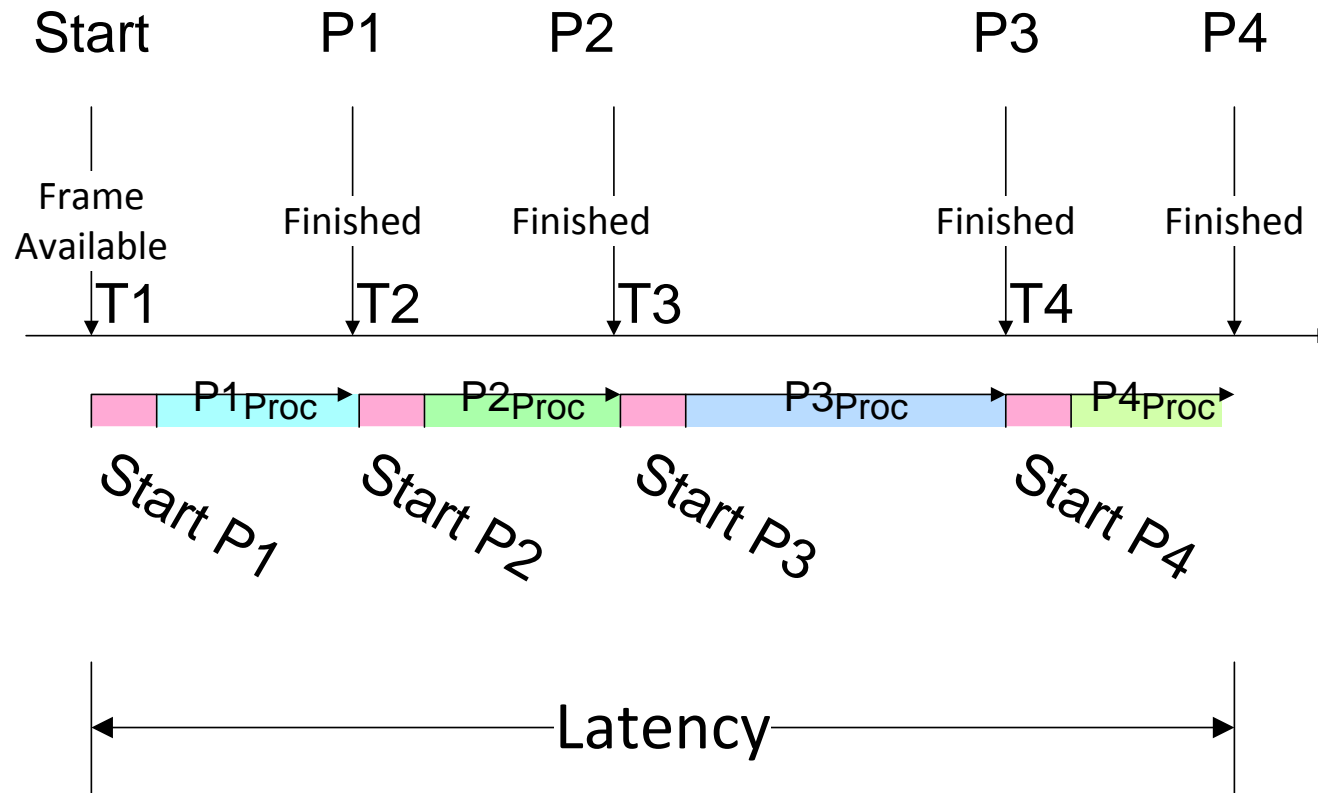 Start P1 P2 P3 P4
Frame
Available
Finished Finished Finished Finished
T1 T2 T3 T4
P1Proc P2Proc P3Proc P4Proc
Start P1 Start P2 Start P3 Start P4
Latency